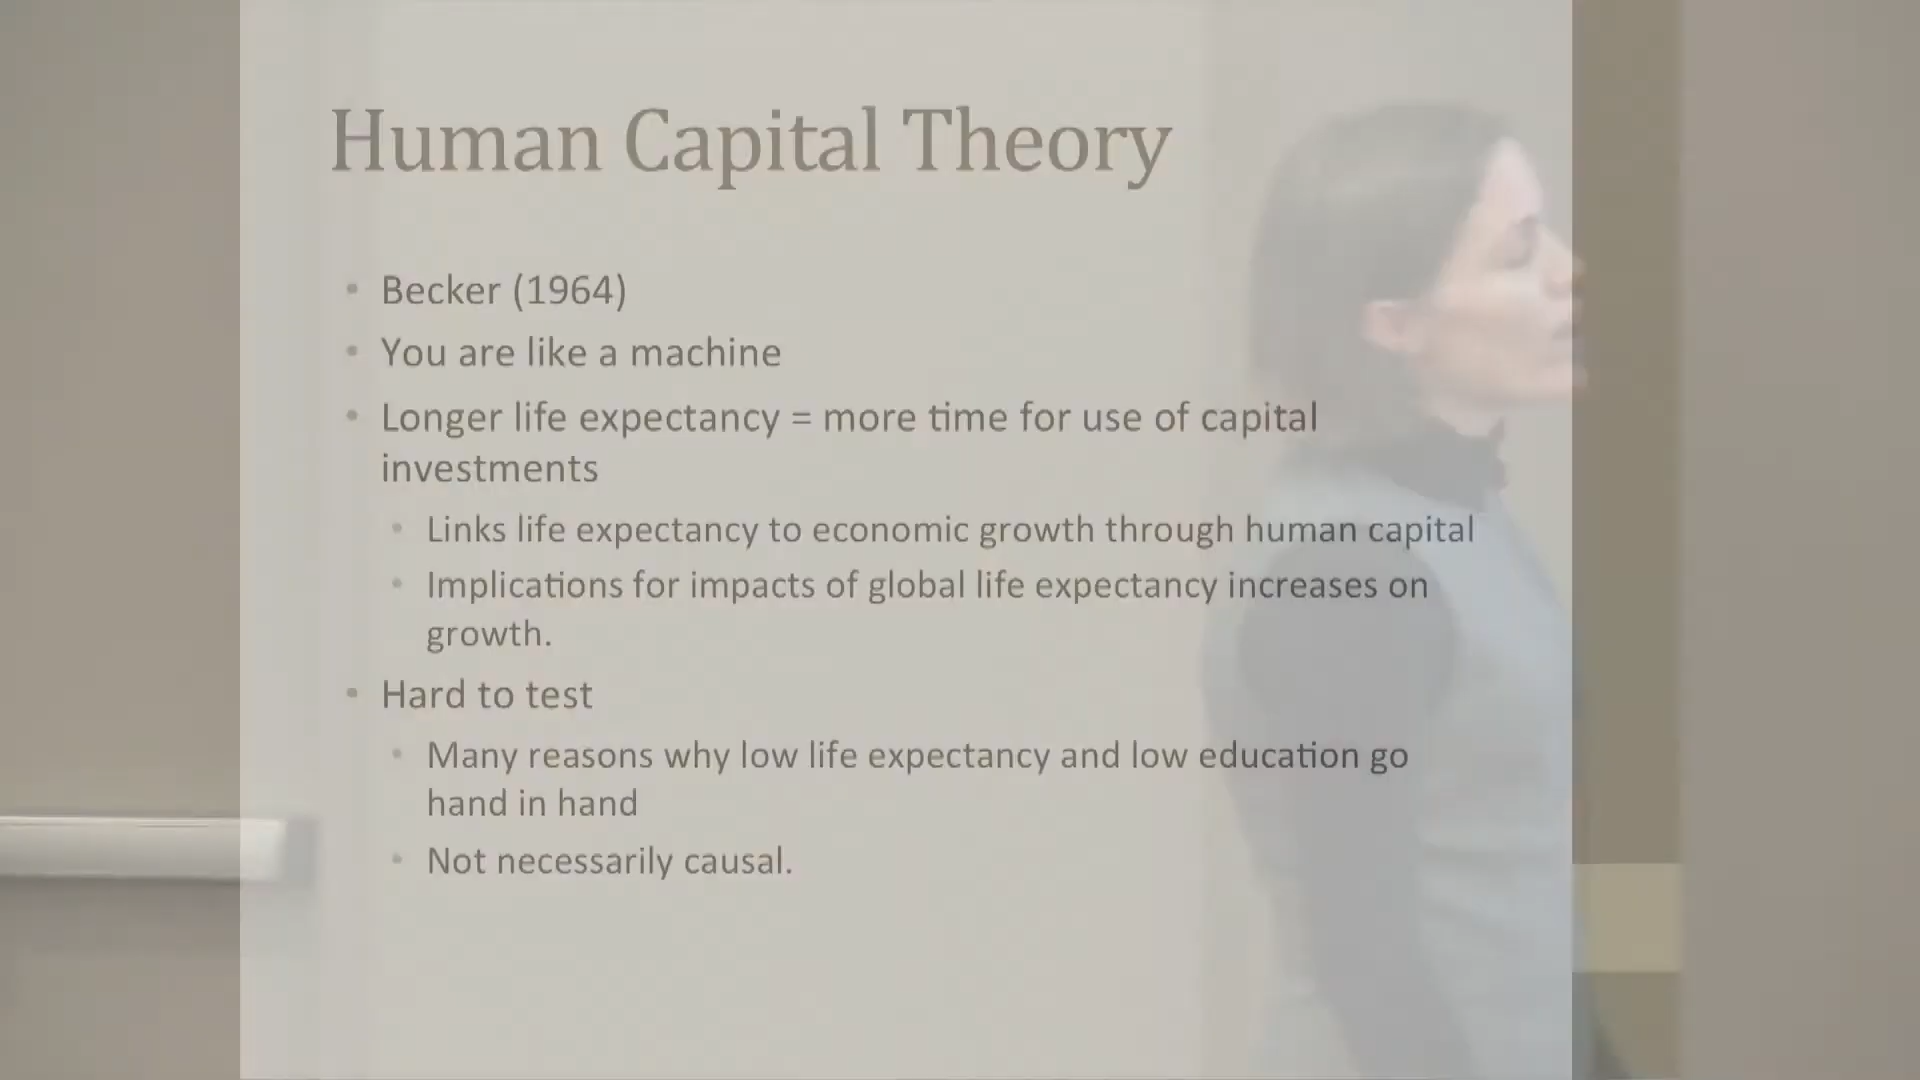 Human Capital Theory
• Becker (1964)
• You are like a machine
• Longer life expectancy = more time for use of capital
investments
• Links life expectancy to economic growth through human capital
• Implications for impacts of global life expectancy increases on
growth.
• Hard to test
• Many reasons why low life expectancy and low education go
hand in hand
• Not necessarily causal.